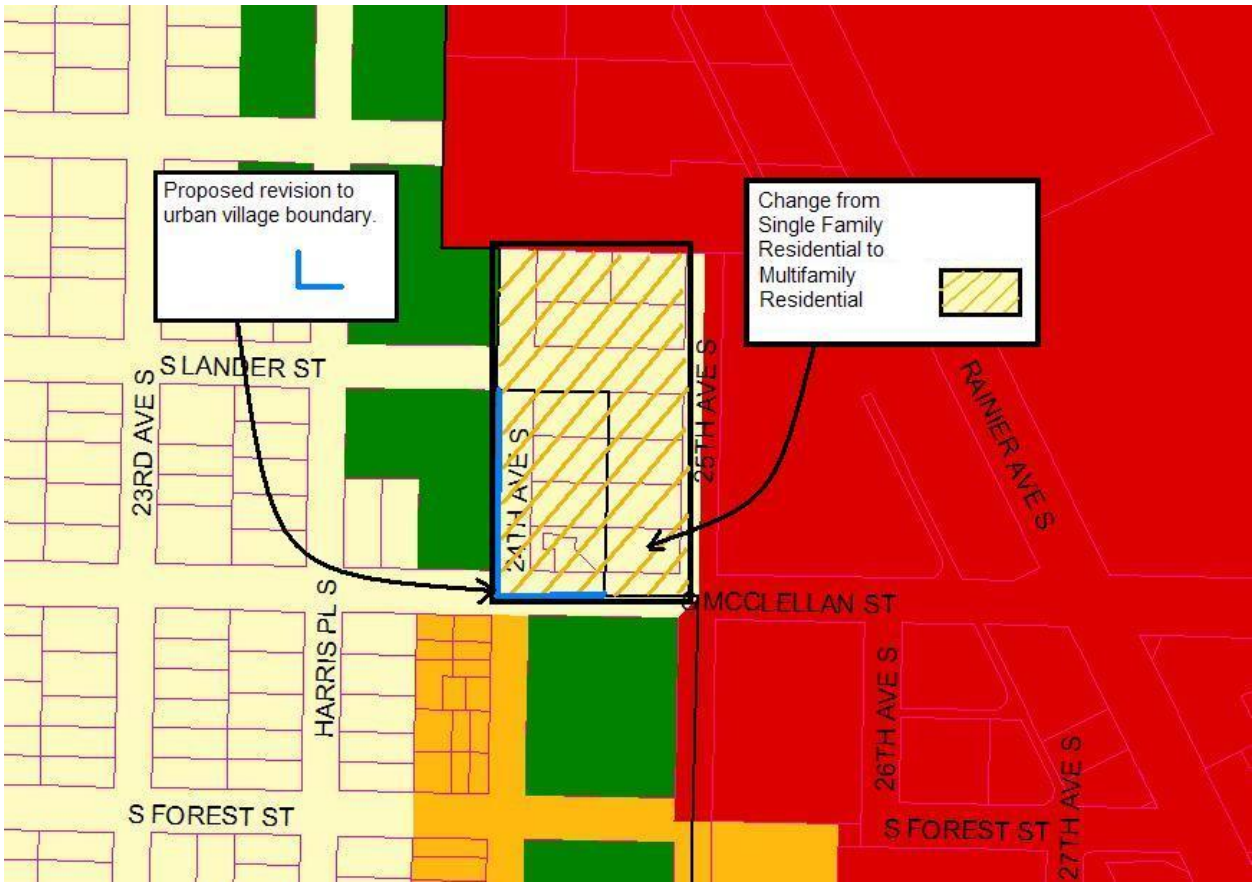 Proposed revision to
urban village boundary.
Change from
Single Family
Residential to
Multifamily
Residential
S LANDER ST
23RD AVE S
24TH AVE S
25TH AVE S
RAINIER AVE S
S MCCLELLAN ST
HARRIS PL S
26TH AVE S
27TH AVE S
S FOREST ST
S FOREST ST